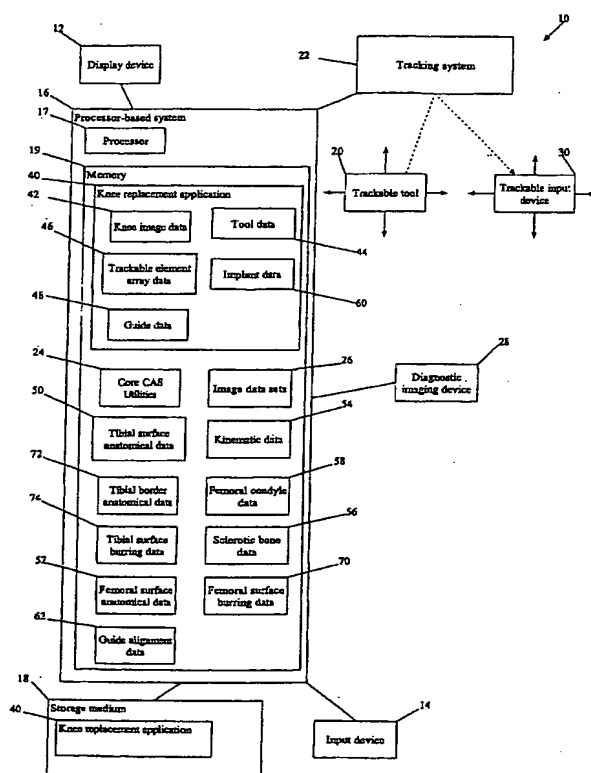 10
12
Display device
22
Tracking system
16
Processor-based system
17
Processor
19
Memory
40
Knee replacement application
42
Knee image data
Tool data
44
46
Trackable element array data
Implant data
60
48
Guide data
20
Trackable tool
30
Trackable input device
24
Core CAS Utilities
26
Image data sets
28
Diagnostic imaging device
50
Tibial surface anatomical data
54
Kinematic data
72
Tibial border anatomical data
58
Femoral condyle data
74
Tibial surface burring data
56
Sclerotic bone data
52
Femoral surface anatomical data
70
Femoral surface burring data
62
Guide alignment data
18
Storage medium
40
Knee replacement application
14
Input device